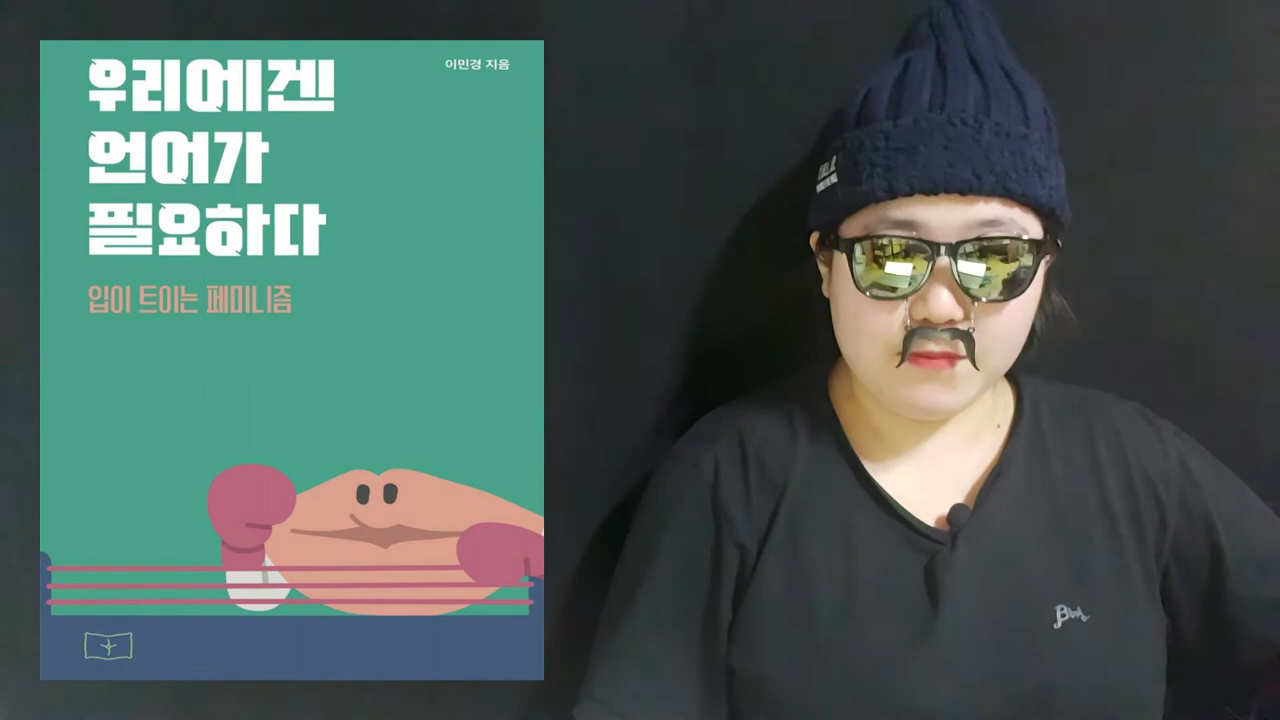 이민경 지음
우리에겐
언어가
필요하다
입이 트이는 페미니즘